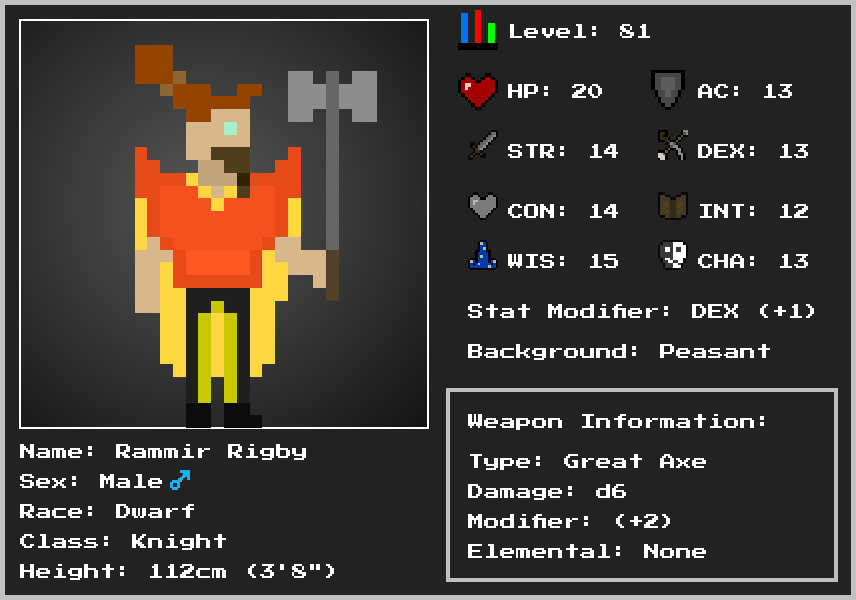 Level: 81
HP: 20 AC: 13
STR: 14 DEX: 13
CON: 14 INT: 12
WIS: 15 CHA: 13
Stat Modifier: DEX (+1)
Background: Peasant
Weapon Information:
Type: Great Axe
Damage: d6
Modifier: (+2)
Elemental: None
Name: Rammir Rigby
Sex: Male ♂
Race: Dwarf
Class: Knight
Height: 112cm (3'8")